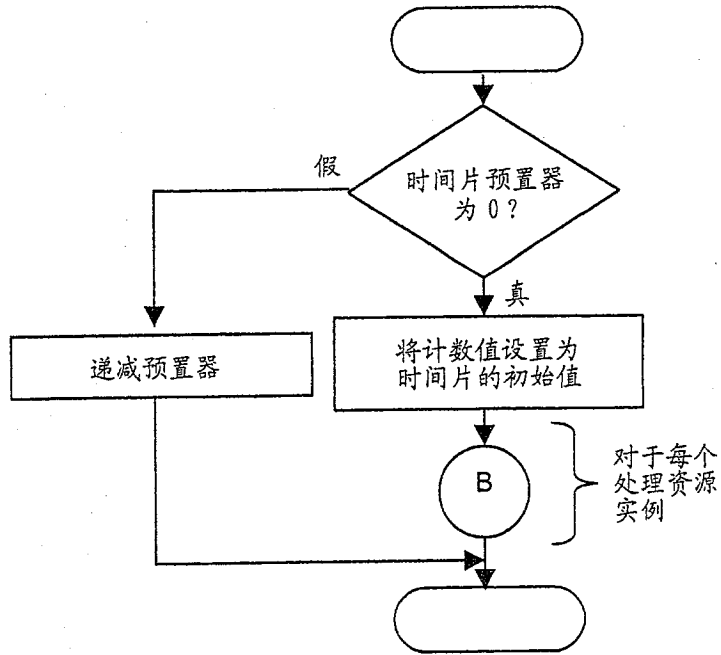 假
时间片预置器
为 0？
真
递减预置器
将计数值设置为
时间片的初始值
B
对于每个
处理资源
实例